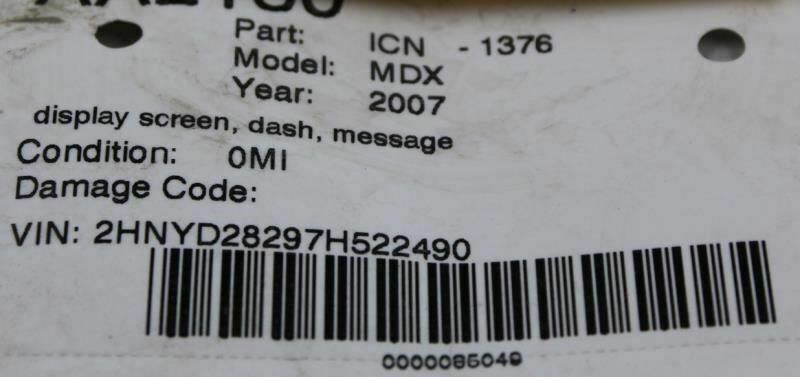 Part: ICN - 1376
Model: MDX
Year: 2007
display screen, dash, message
Condition: 0MI
Damage Code:
VIN: 2HNYD28297H522490
0000085049